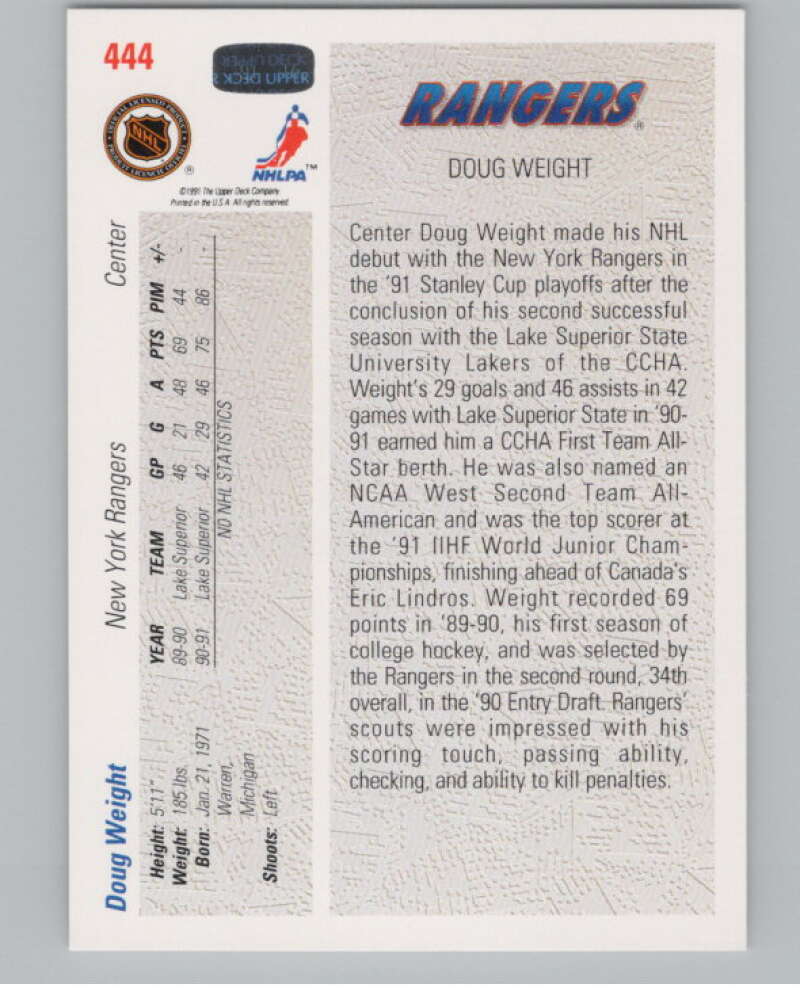 444
UPPER DECK
NHL
®
NHLPA™
©1991 The Upper Deck Company.
Printed in the U.S.A. All rights reserved.
RANGERS®
DOUG WEIGHT
Center Doug Weight made his NHL
debut with the New York Rangers in
the '91 Stanley Cup playoffs after the
conclusion of his second successful
season with the Lake Superior State
University Lakers of the CCHA.
Weight's 29 goals and 46 assists in 42
games with Lake Superior State in '90-
91 earned him a CCHA First Team All-
Star berth. He was also named an
NCAA West Second Team All-
American and was the top scorer at
the '91 IIHF World Junior Cham-
pionships, finishing ahead of Canada's
Eric Lindros. Weight recorded 69
points in '89-90, his first season of
college hockey, and was selected by
the Rangers in the second round, 34th
overall, in the '90 Entry Draft. Rangers'
scouts were impressed with his
scoring touch, passing ability,
checking, and ability to kill penalties.
Doug Weight New York Rangers Center
Height: 5'11"
Weight: 185 lbs.
Born: Jan. 21, 1971
Warren,
Michigan
Shoots: Left
YEAR TEAM GP G A PTS PIM +/-
89-90 Lake Superior 46 21 48 69 44 -
90-91 Lake Superior 42 29 46 75 86 -
NO NHL STATISTICS